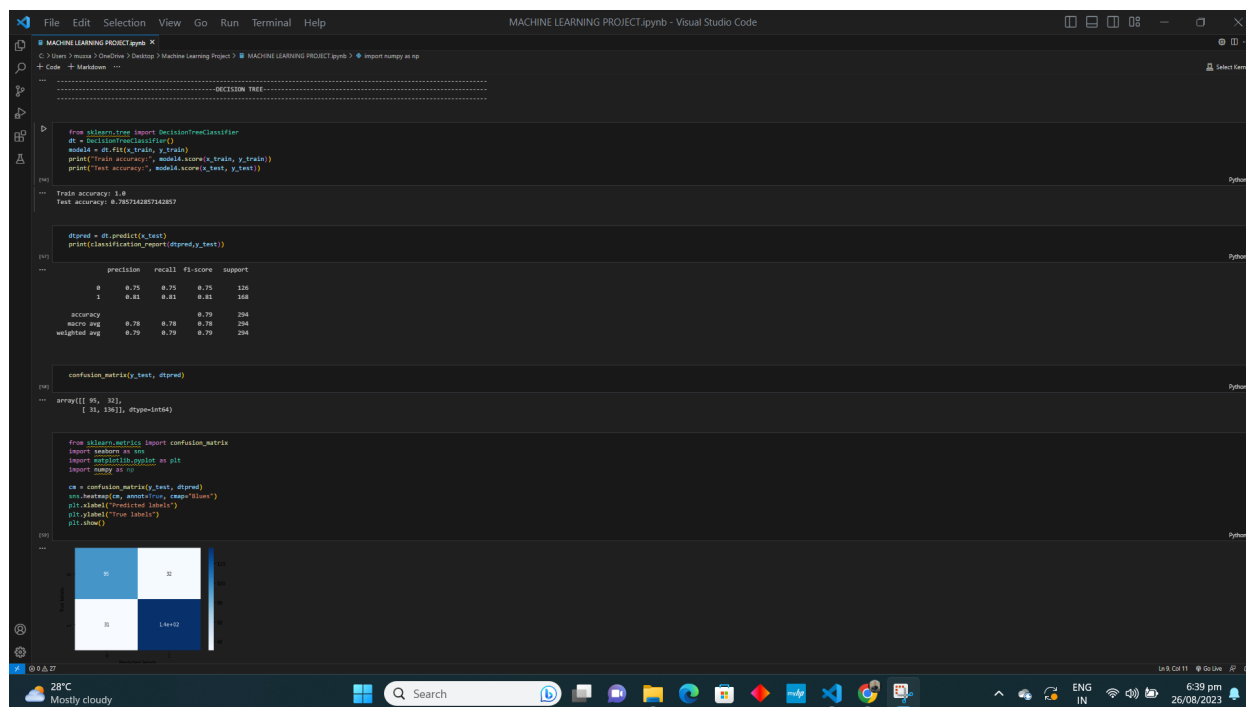 File Edit Selection View Go Run Terminal Help MACHINE LEARNING PROJECT.ipynb - Visual Studio Code
MACHINE LEARNING PROJECT.ipynb ×
C: > Users > mucca > OneDrive > Desktop > Machine Learning Project > MACHINE LEARNING PROJECT.ipynb > import numpy as np
+ Code + Markdown ... Select Kern
... ------------------------------------------------------------
------------------------------DECISION TREE------------------------------
------------------------------------------------------------
from sklearn.tree import DecisionTreeClassifier
dt = DecisionTreeClassifier()
model4 = dt.fit(x_train, y_train)
print("Train accuracy:", model4.score(x_train, y_train))
print("Test accuracy:", model4.score(x_test, y_test))
Python
... Train accuracy: 1.0
Test accuracy: 0.7857142857142857
dtpred = dt.predict(x_test)
print(classification_report(dtpred,y_test))
[57] Python
... precision recall f1-score support
0 0.75 0.75 0.75 126
1 0.81 0.81 0.81 168
accuracy 0.79 294
macro avg 0.78 0.78 0.78 294
weighted avg 0.79 0.79 0.79 294
confusion_matrix(y_test, dtpred)
[58] Python
... array([[ 95, 32],
[ 31, 136]], dtype=int64)
from sklearn.metrics import confusion_matrix
import seaborn as sns
import matplotlib.pyplot as plt
import numpy as np
cm = confusion_matrix(y_test, dtpred)
sns.heatmap(cm, annot=True, cmap="Blues")
plt.xlabel("Predicted labels")
plt.ylabel("True labels")
plt.show()
[59] Python
...
95 32
31 1.4e+02
0 27 Ln 9, Col 11 Go Live
28°C
Mostly cloudy
Search
ENG
IN
6:39 pm
26/08/2023